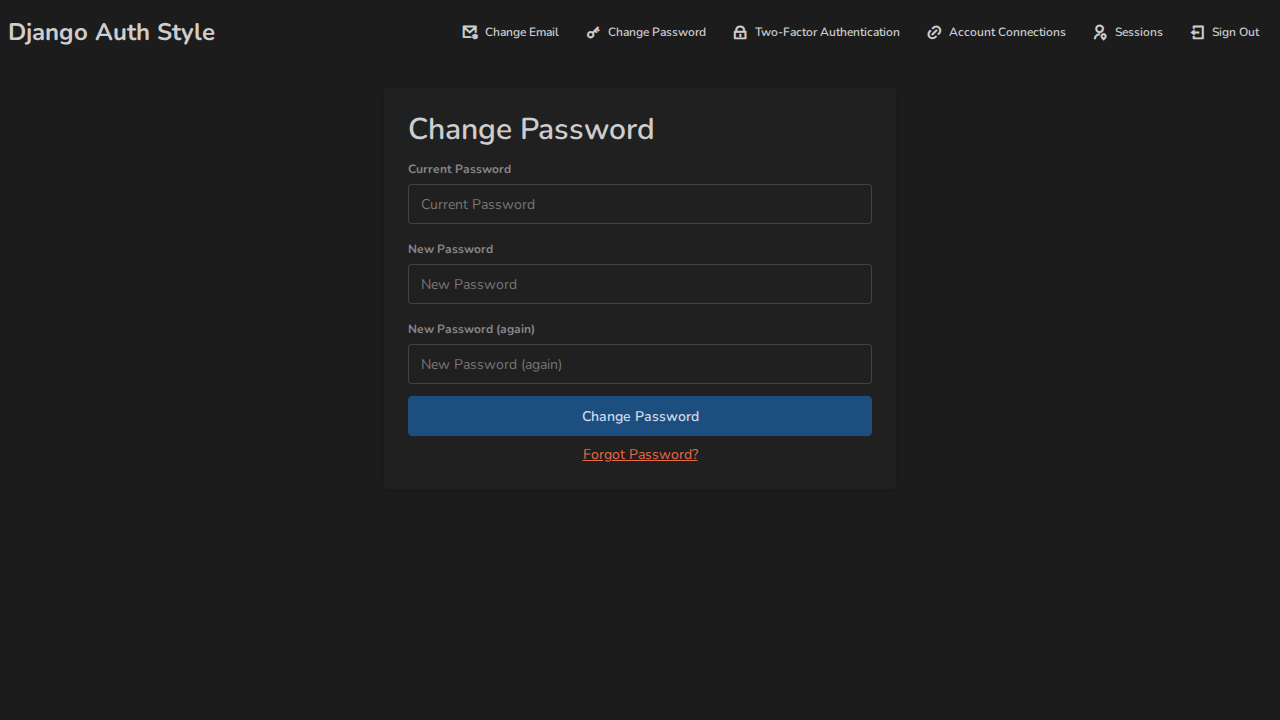 Django Auth Style
Change Email
Change Password
Two-Factor Authentication
Account Connections
Sessions
Sign Out
Change Password
Current Password
Current Password
New Password
New Password
New Password (again)
New Password (again)
Change Password
Forgot Password?